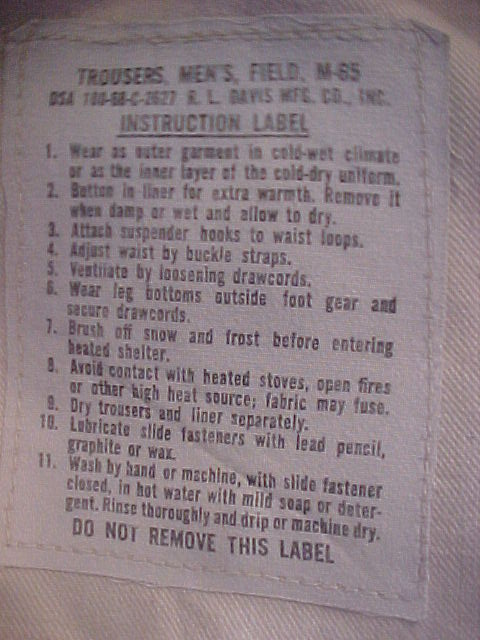 TROUSERS, MEN'S, FIELD, M-65
DSA 100-68-C-2627 R. L. DAVIS MFG. CO., INC.
INSTRUCTION LABEL
1. Wear as outer garment in cold-wet climate
or as the inner layer of the cold-dry uniform.
2. Button in liner for extra warmth. Remove it
when damp or wet and allow to dry.
3. Attach suspender hooks to waist loops.
4. Adjust waist by buckle straps.
5. Ventilate by loosening drawcords.
6. Wear leg bottoms outside foot gear and
secure drawcords.
7. Brush off snow and frost before entering
heated shelter.
8. Avoid contact with heated stoves, open fires
or other high heat source; fabric may fuse.
9. Dry trousers and liner separately.
10. Lubricate slide fasteners with lead pencil,
graphite or wax.
11. Wash by hand or machine, with slide fastener
closed, in hot water with mild soap or deter-
gent. Rinse thoroughly and drip or machine dry.
DO NOT REMOVE THIS LABEL